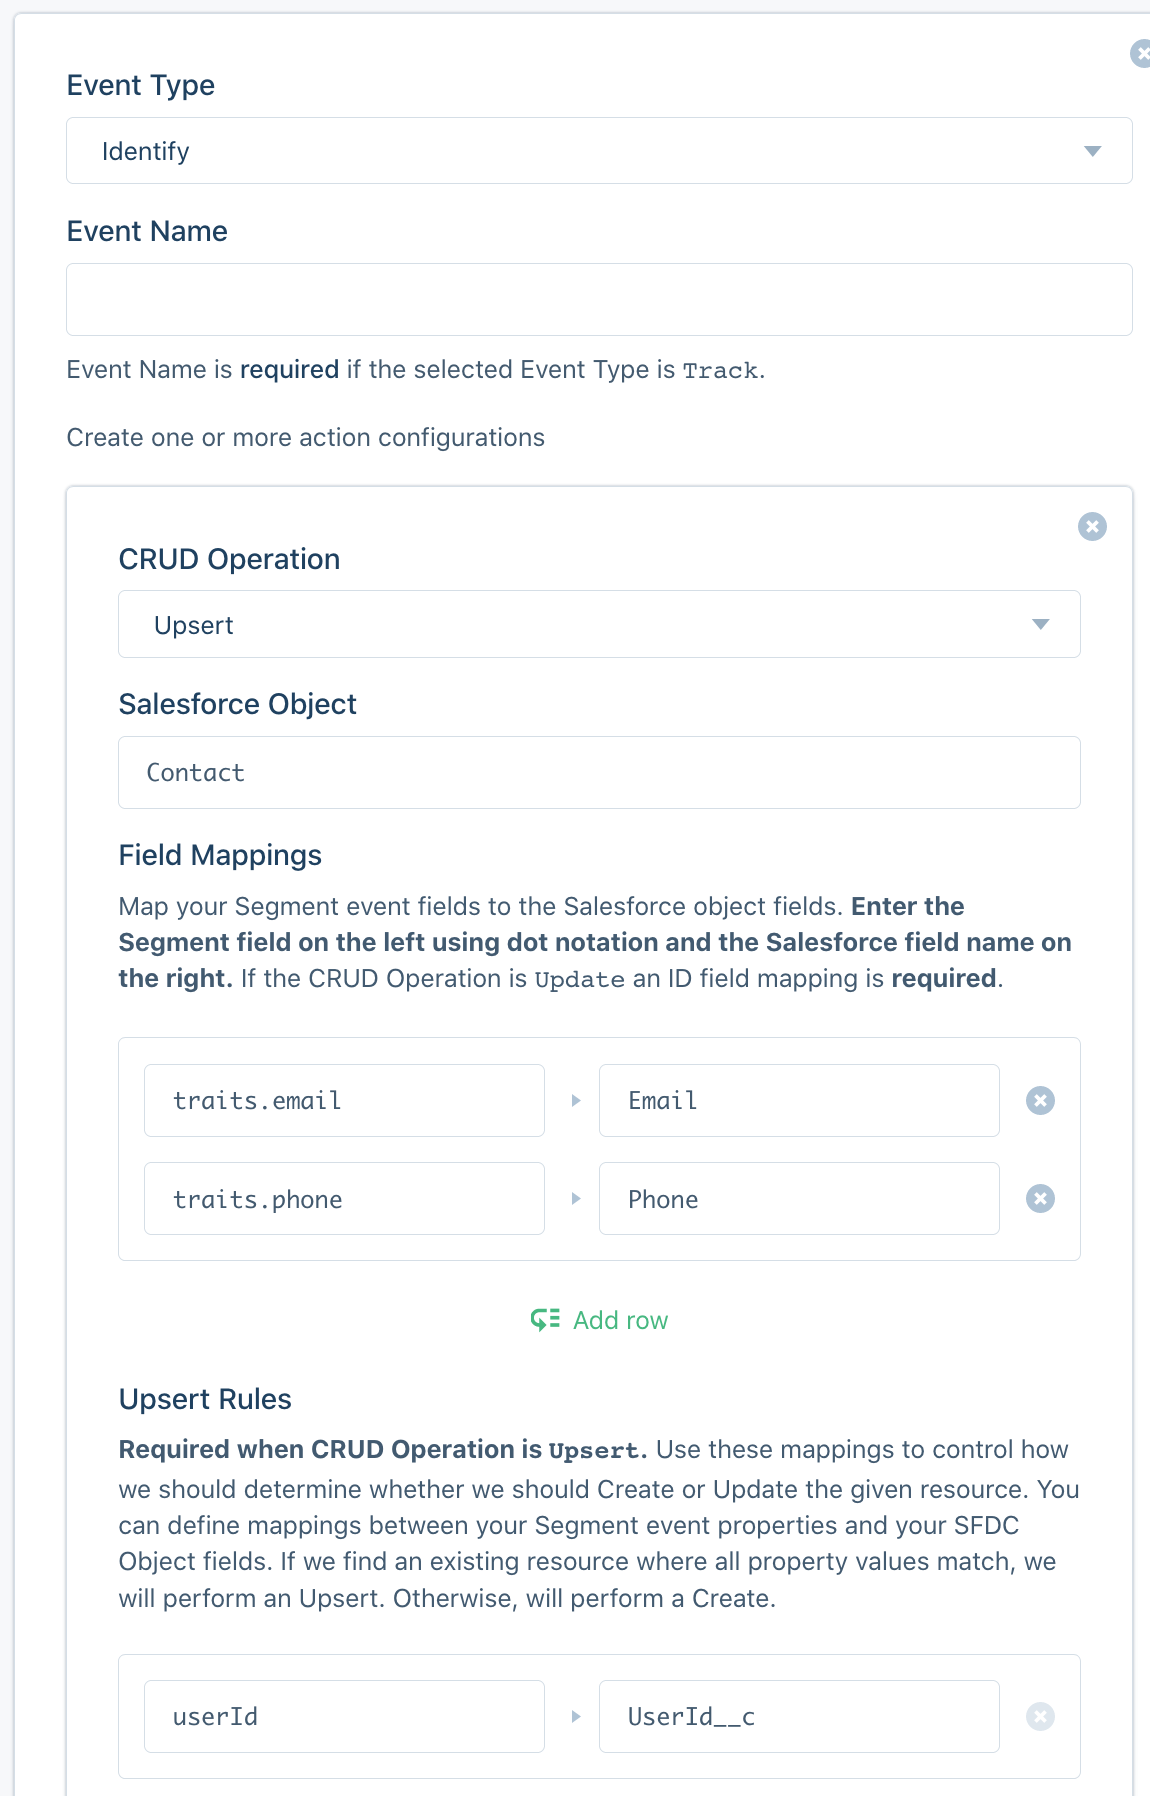 Event Type
Identify
Event Name
Event Name is required if the selected Event Type is Track.
Create one or more action configurations
CRUD Operation
Upsert
Salesforce Object
Contact
Field Mappings
Map your Segment event fields to the Salesforce object fields. Enter the
Segment field on the left using dot notation and the Salesforce field name on
the right. If the CRUD Operation is Update an ID field mapping is required.
traits.email
Email
traits.phone
Phone
Add row
Upsert Rules
Required when CRUD Operation is Upsert. Use these mappings to control how
we should determine whether we should Create or Update the given resource. You
can define mappings between your Segment event properties and your SFDC
Object fields. If we find an existing resource where all property values match, we
will perform an Upsert. Otherwise, will perform a Create.
userId
UserId__c